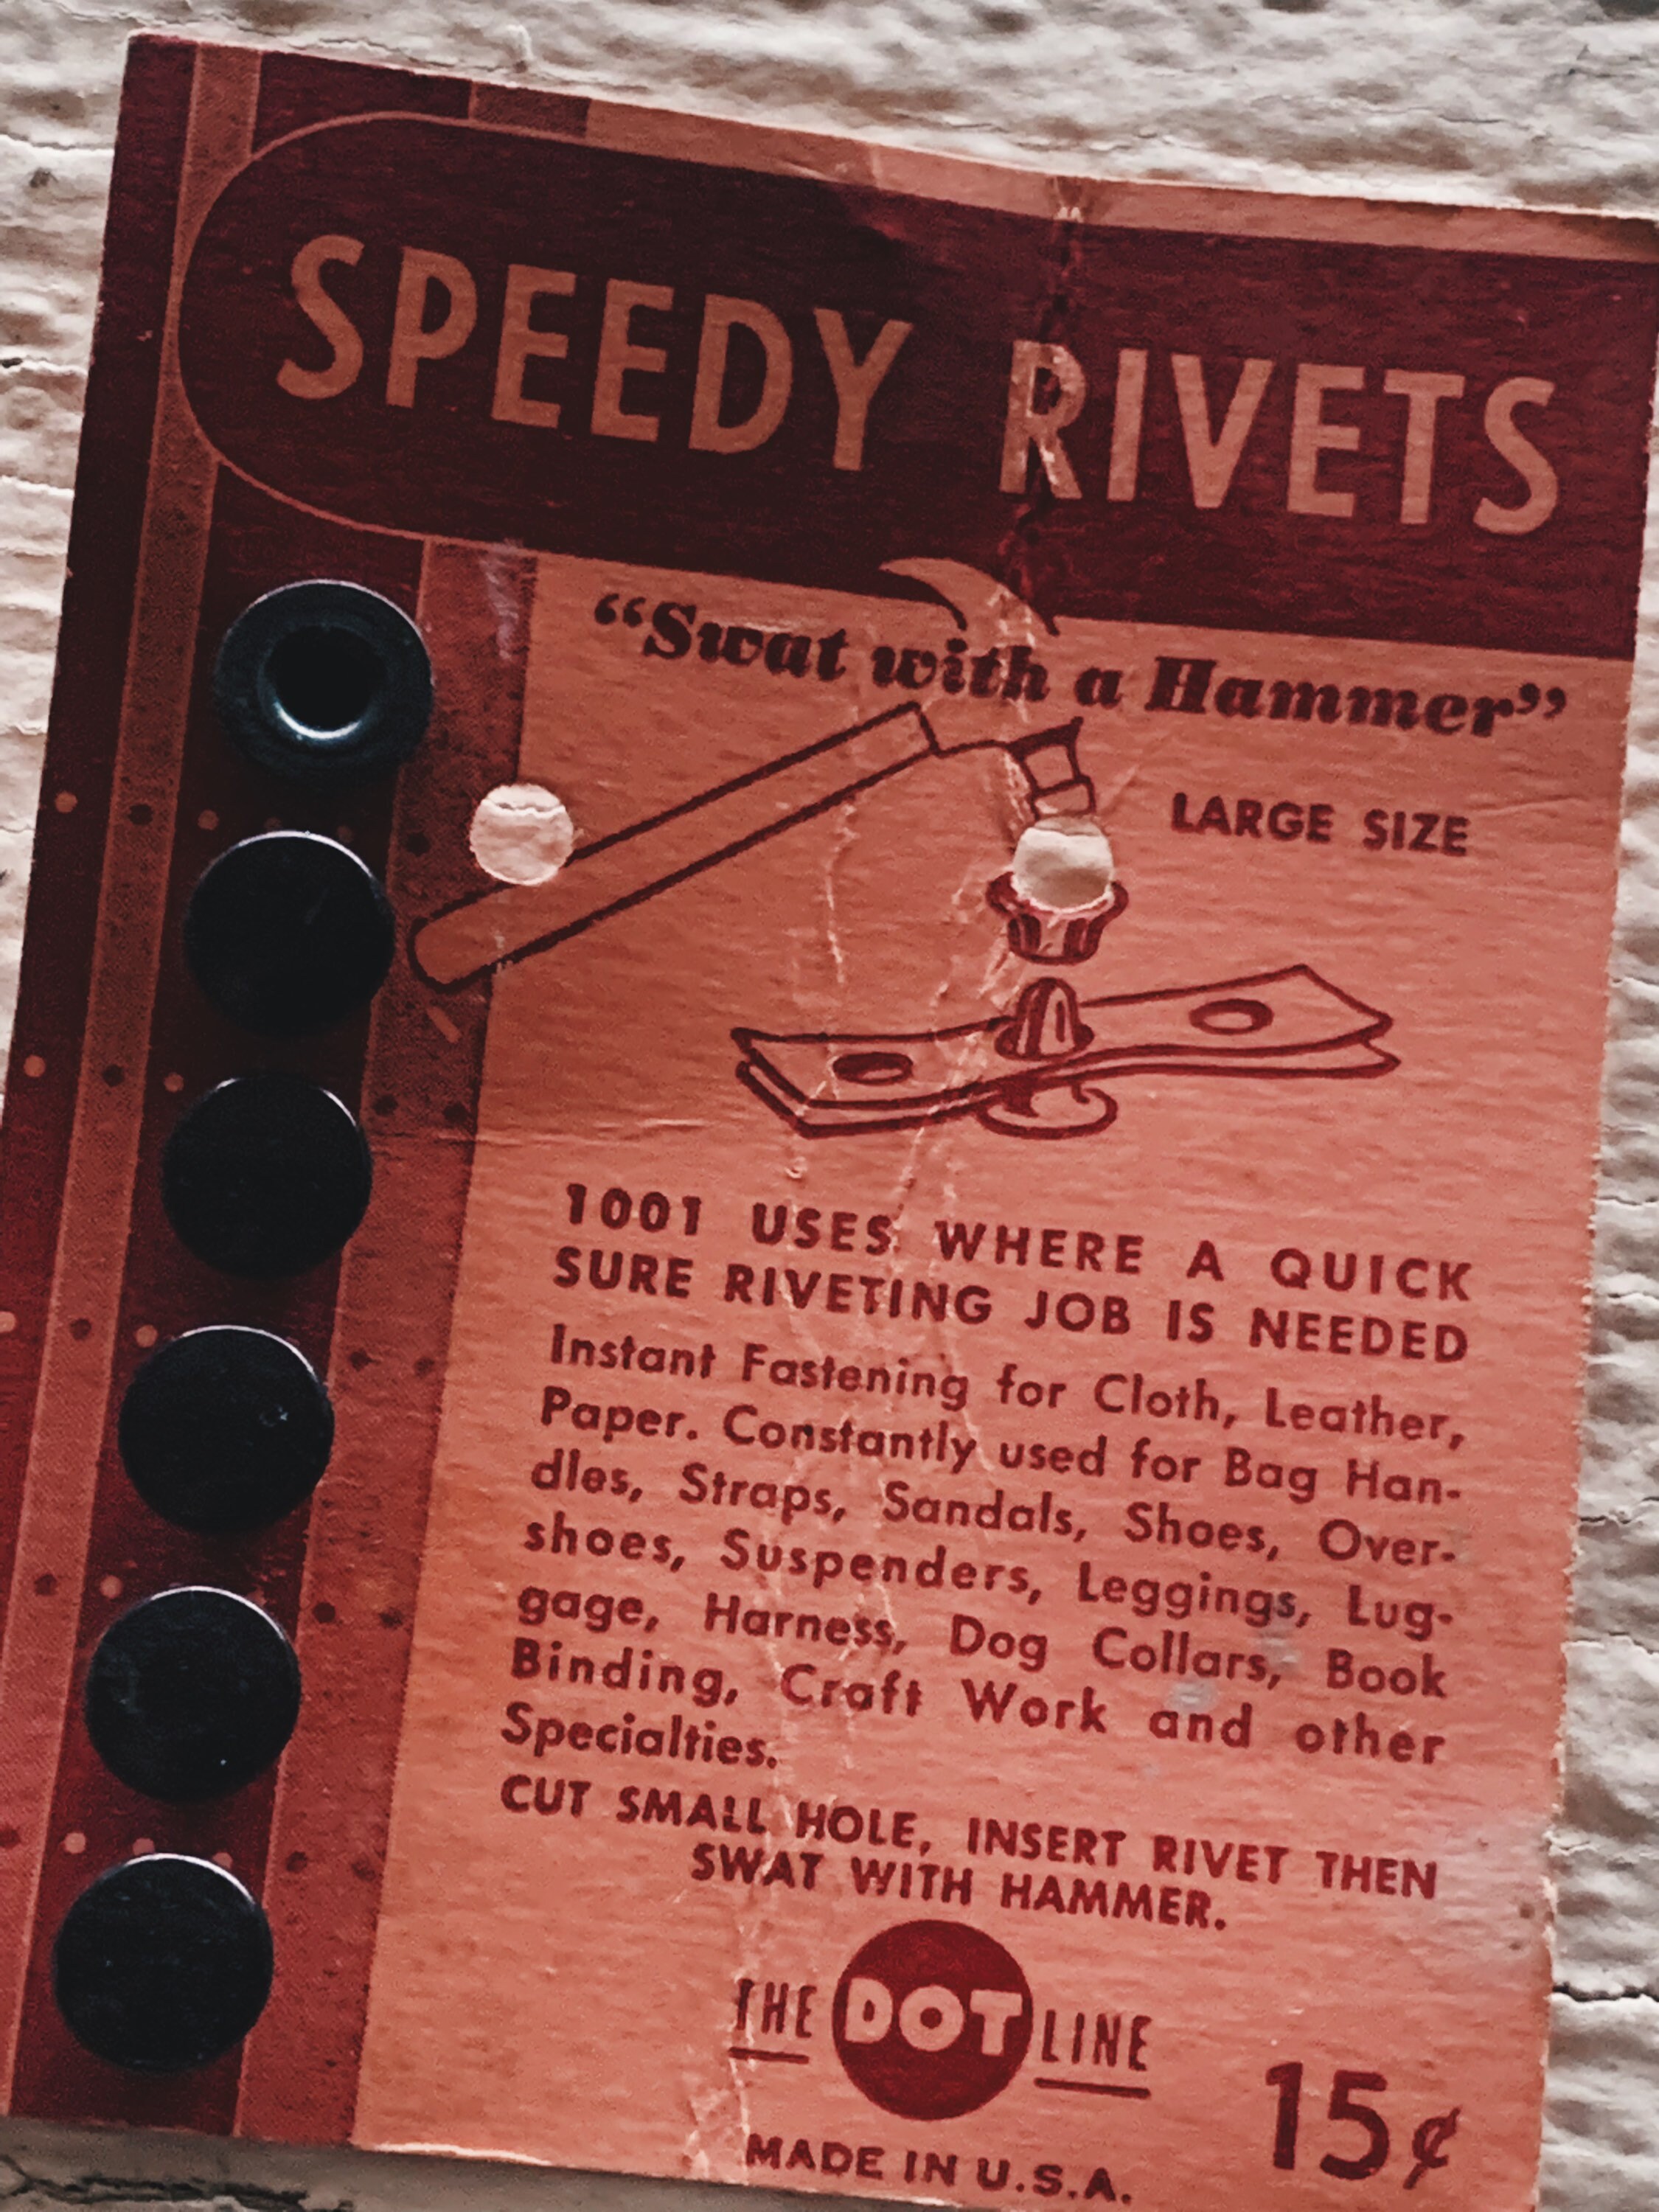 SPEEDY RIVETS
“Swat with a Hammer”
LARGE SIZE
1001 USES WHERE A QUICK
SURE RIVETING JOB IS NEEDED
Instant Fastening for Cloth, Leather,
Paper. Constantly used for Bag Han-
dles, Straps, Sandals, Shoes, Over-
shoes, Suspenders, Leggings, Lug-
gage, Harness, Dog Collars, Book
Binding, Craft Work and other
Specialties.
CUT SMALL HOLE, INSERT RIVET THEN
SWAT WITH HAMMER.
THE DOT LINE
15¢
MADE IN U.S.A.